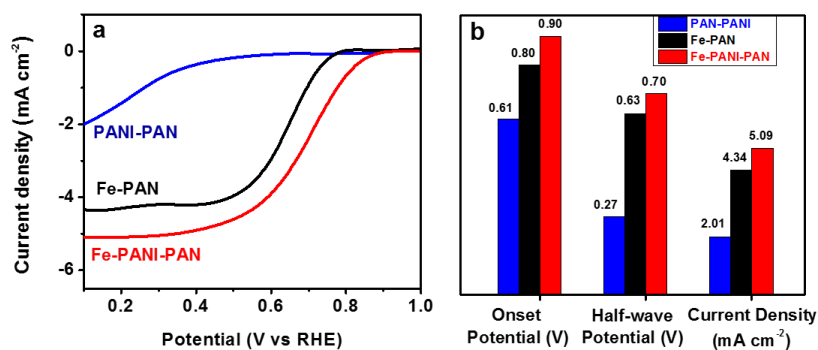 a
Current density (mA cm-2)
0
-2
-4
-6
PANI-PAN
Fe-PAN
Fe-PANI-PAN
0.2
0.4
0.6
0.8
1.0
Potential (V vs RHE)
b
PAN-PANI
Fe-PAN
Fe-PANI-PAN
0.61
0.80
0.90
0.27
0.63
0.70
2.01
4.34
5.09
Onset
Potential (V)
Half-wave
Potential (V)
Current Density
(mA cm-2)